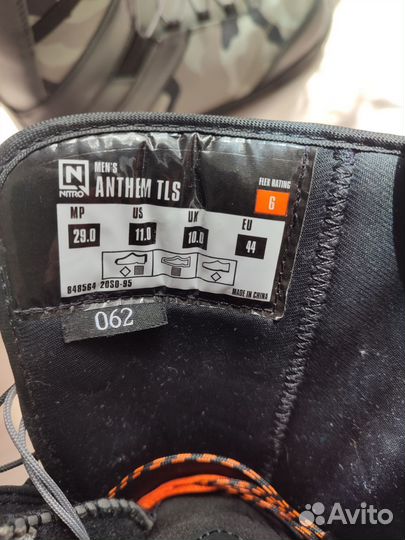 N
NITRO
MEN'S
ANTHEM TLS
FLEX RATING
6
MP US UK EU
29.0 11.0 10.0 44
848564 20S0-95
MADE IN CHINA
062
Avito